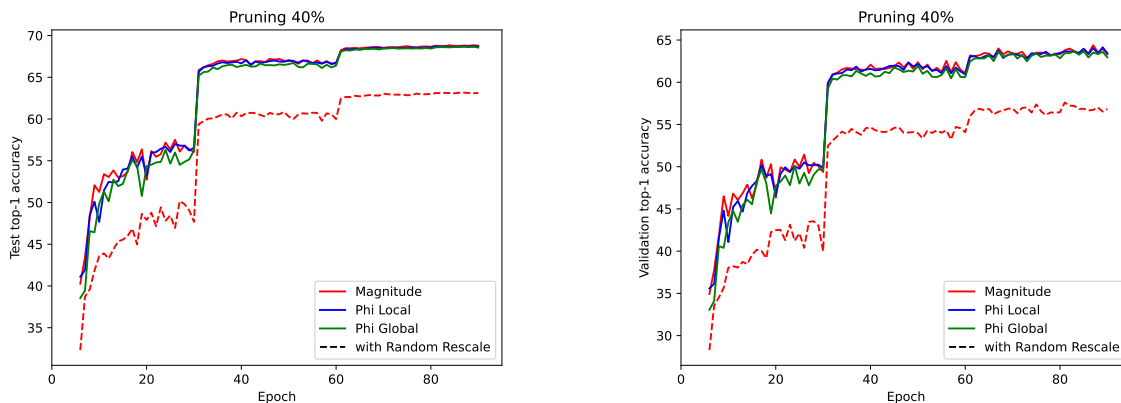 Pruning 40%
Test top-1 accuracy
70
65
60
55
50
45
40
35
0 20 40 60 80
Epoch
Magnitude
Phi Local
Phi Global
with Random Rescale
Pruning 40%
Validation top-1 accuracy
65
60
55
50
45
40
35
30
0 20 40 60 80
Epoch
Magnitude
Phi Local
Phi Global
with Random Rescale